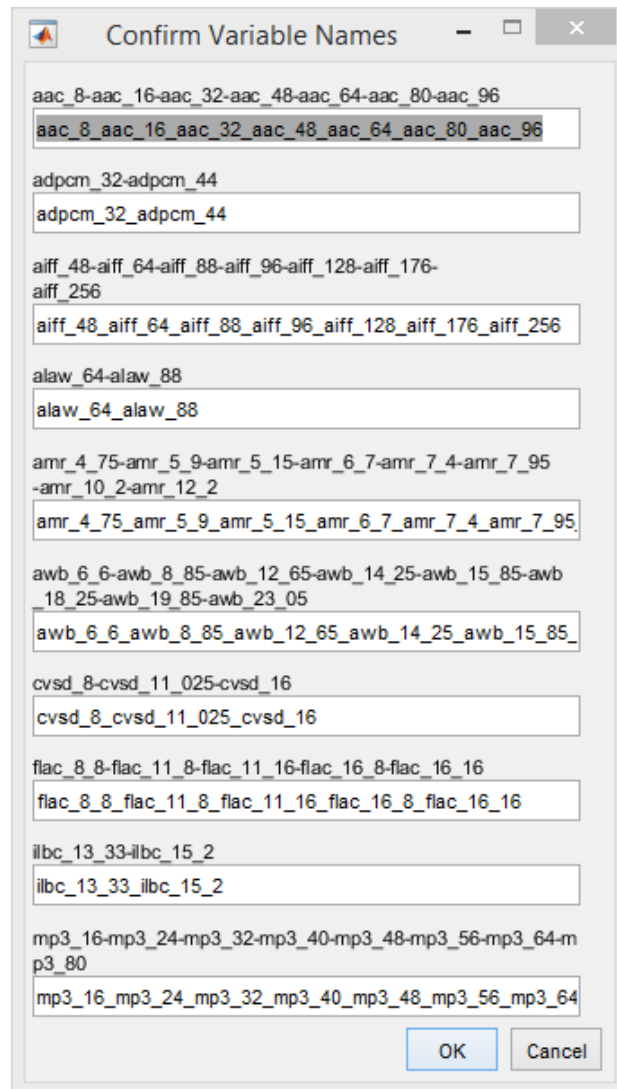 Confirm Variable Names
aac_8-aac_16-aac_32-aac_48-aac_64-aac_80-aac_96
aac_8_aac_16_aac_32_aac_48_aac_64_aac_80_aac_96
adpcm_32-adpcm_44
adpcm_32_adpcm_44
aiff_48-aiff_64-aiff_88-aiff_96-aiff_128-aiff_176-
aiff_256
aiff_48_aiff_64_aiff_88_aiff_96_aiff_128_aiff_176_aiff_256
alaw_64-alaw_88
alaw_64_alaw_88
amr_4_75-amr_5_9-amr_5_15-amr_6_7-amr_7_4-amr_7_95
-amr_10_2-amr_12_2
amr_4_75_amr_5_9_amr_5_15_amr_6_7_amr_7_4_amr_7_95_
awb_6_6-awb_8_85-awb_12_65-awb_14_25-awb_15_85-awb
_18_25-awb_19_85-awb_23_05
awb_6_6_awb_8_85_awb_12_65_awb_14_25_awb_15_85_
cvsd_8-cvsd_11_025-cvsd_16
cvsd_8_cvsd_11_025_cvsd_16
flac_8_8-flac_11_8-flac_11_16-flac_16_8-flac_16_16
flac_8_8_flac_11_8_flac_11_16_flac_16_8_flac_16_16
ilbc_13_33-ilbc_15_2
ilbc_13_33_ilbc_15_2
mp3_16-mp3_24-mp3_32-mp3_40-mp3_48-mp3_56-mp3_64-m
p3_80
mp3_16_mp3_24_mp3_32_mp3_40_mp3_48_mp3_56_mp3_64
OK Cancel